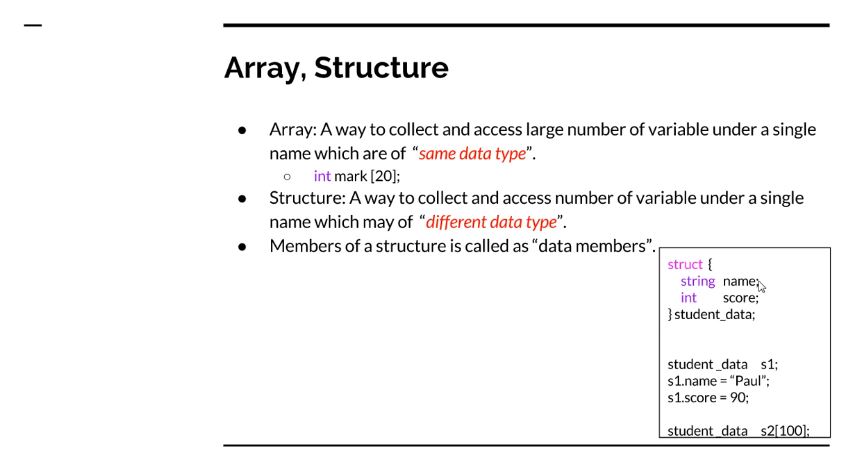 Array, Structure
● Array: A way to collect and access large number of variable under a single
name which are of “same data type”.
○ int mark [20];
● Structure: A way to collect and access number of variable under a single
name which may of “different data type”.
● Members of a structure is called as “data members”.
struct {
string name;
int score;
} student_data;
student_data s1;
s1.name = “Paul”;
s1.score = 90;
student_data s2[100];